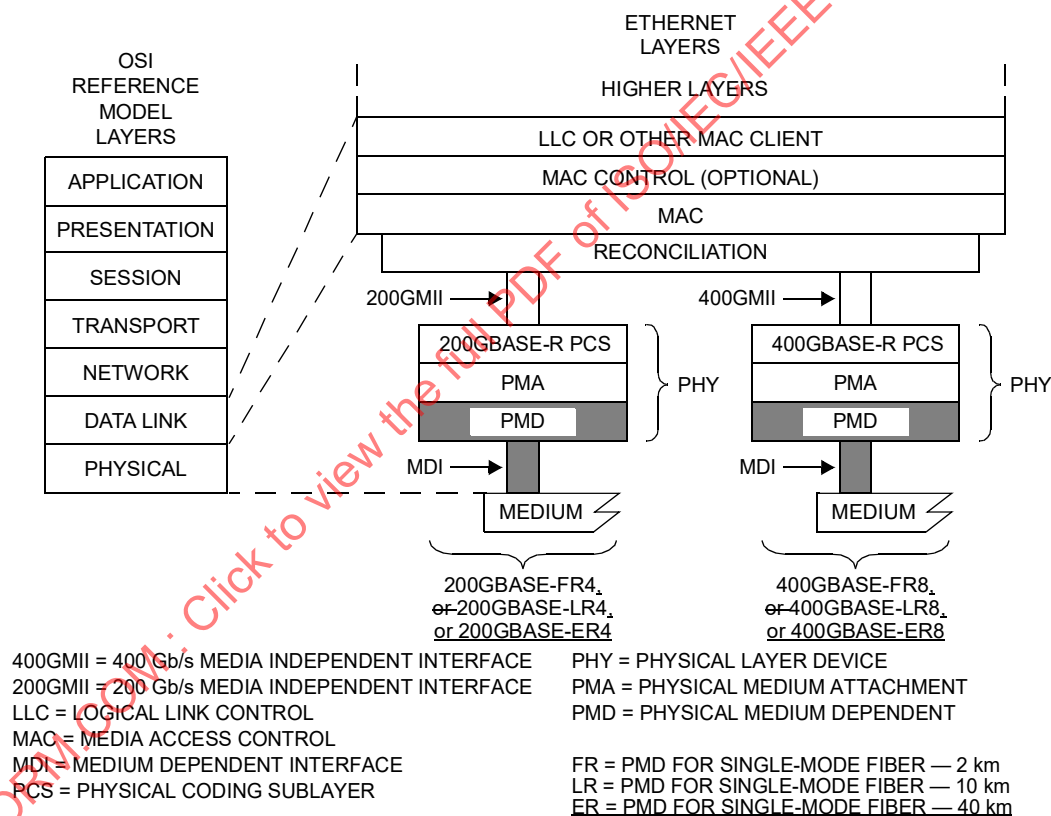 ETHERNET
LAYERS
OSI
REFERENCE
MODEL
LAYERS
HIGHER LAYERS
LLC OR OTHER MAC CLIENT
MAC CONTROL (OPTIONAL)
MAC
RECONCILIATION
APPLICATION
PRESENTATION
SESSION
TRANSPORT
NETWORK
DATA LINK
PHYSICAL
200GMII
200GBASE-R PCS
PMA
PMD
PHY
MDI
MEDIUM
200GBASE-FR4,
or 200GBASE-LR4,
or 200GBASE-ER4
400GMII
400GBASE-R PCS
PMA
PMD
PHY
MDI
MEDIUM
400GBASE-FR8,
or 400GBASE-LR8,
or 400GBASE-ER8
400GMII = 400 Gb/s MEDIA INDEPENDENT INTERFACE
200GMII = 200 Gb/s MEDIA INDEPENDENT INTERFACE
LLC = LOGICAL LINK CONTROL
MAC = MEDIA ACCESS CONTROL
MDI = MEDIUM DEPENDENT INTERFACE
PCS = PHYSICAL CODING SUBLAYER
PHY = PHYSICAL LAYER DEVICE
PMA = PHYSICAL MEDIUM ATTACHMENT
PMD = PHYSICAL MEDIUM DEPENDENT
FR = PMD FOR SINGLE-MODE FIBER — 2 km
LR = PMD FOR SINGLE-MODE FIBER — 10 km
ER = PMD FOR SINGLE-MODE FIBER — 40 km
ORM.COM : Click to view the full PDF of ISO/IEC/IEEE